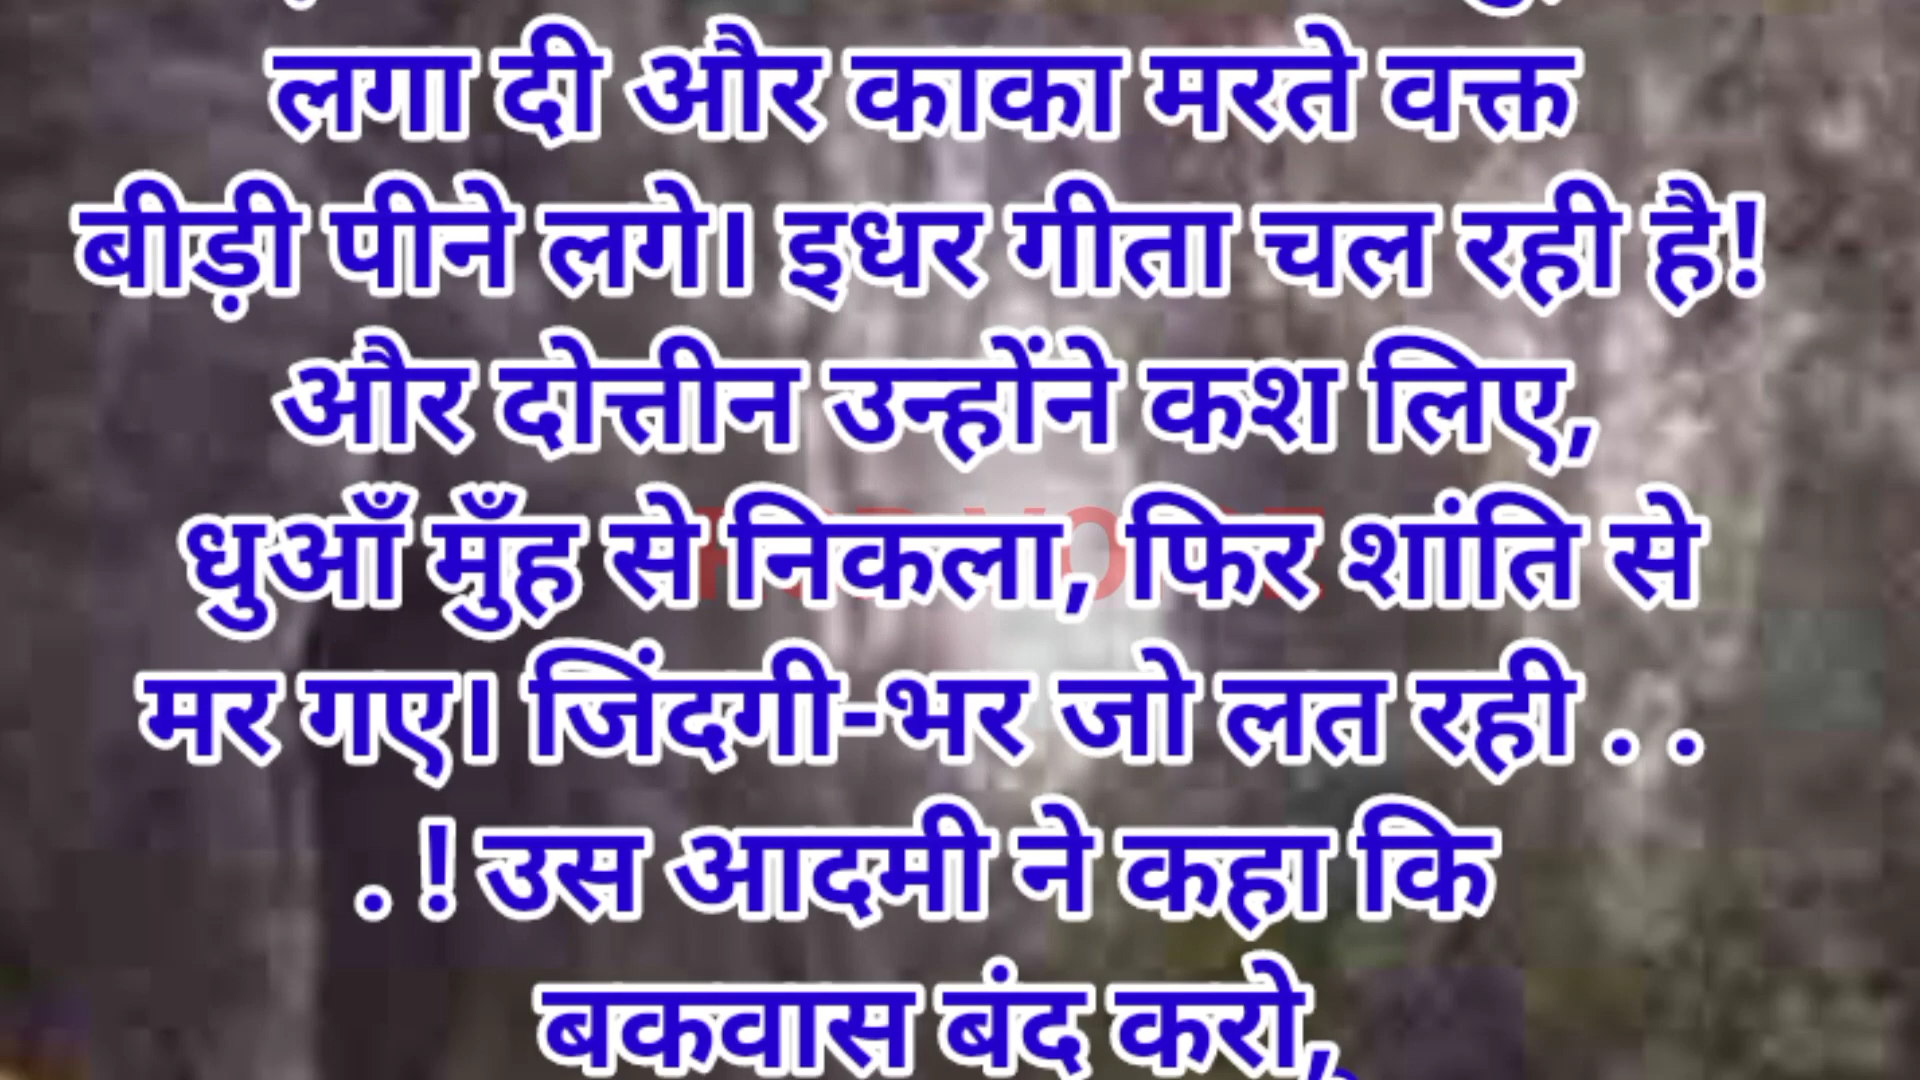 लगा दी और काका मरते वक्त
बीड़ी पीने लगे। इधर गीता चल रही है!
और दोत्तीन उन्होंने कश लिए,
धुआँ मुँह से निकला, फिर शांति से
मर गए। जिंदगी-भर जो लत रही . .
. ! उस आदमी ने कहा कि
बकवास बंद करो,